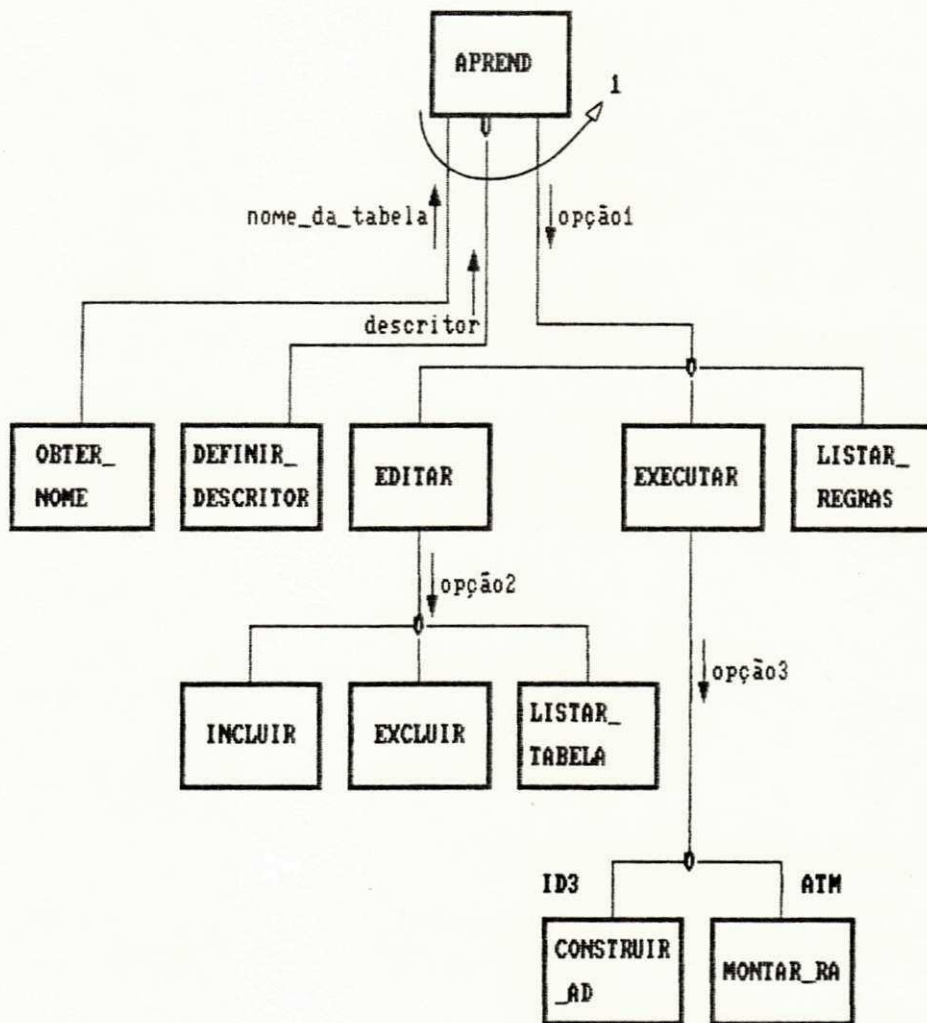 APREND
1
nome_da_tabela
opção1
descritor
OBTER_
NOME
DEFINIR_
DESCRITOR
EDITAR
EXECUTAR
LISTAR_
REGRAS
opção2
opção3
INCLUIR
EXCLUIR
LISTAR_
TABELA
ID3
ATM
CONSTRUIR
_AD
MONTAR_RA